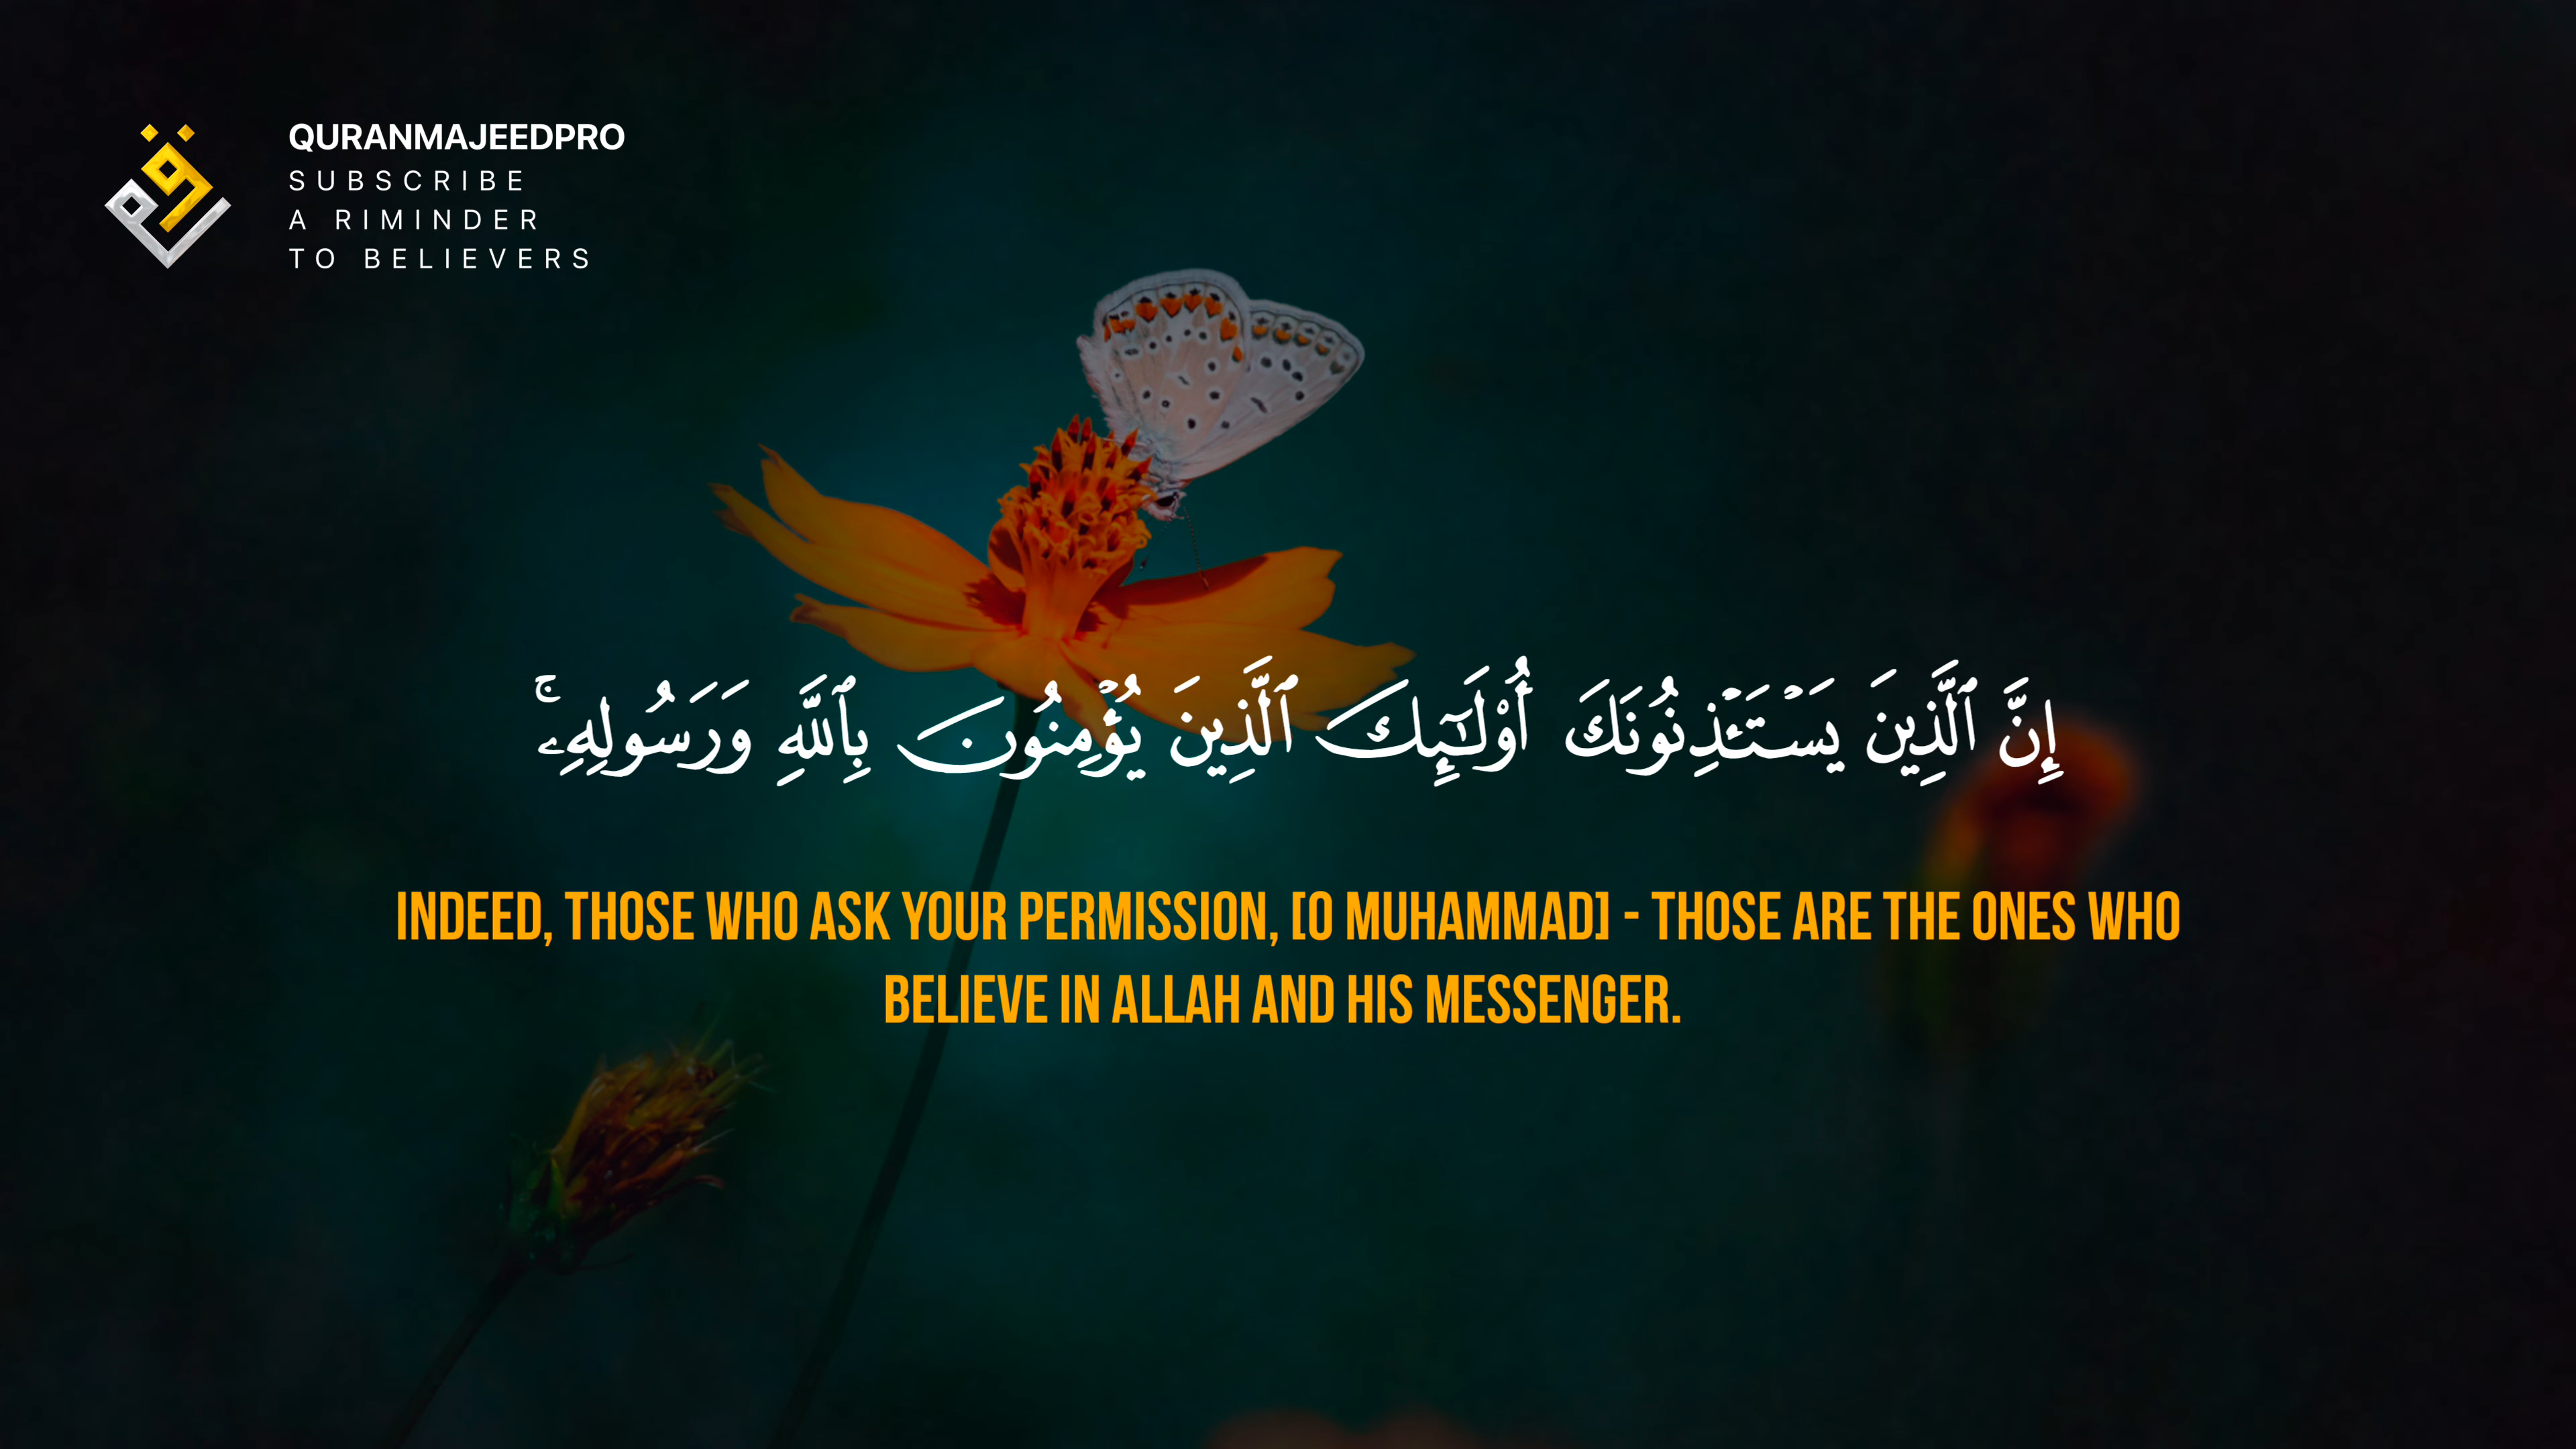 QURANMAJEEDPRO
SUBSCRIBE
A RIMINDER
TO BELIEVERS
إِنَّ ٱلَّذِينَ يَسْتَـْٔذِنُونَكَ أُو۟لَـٰٓئِكَ ٱلَّذِينَ يُؤْمِنُونَ بِٱللَّهِ وَرَسُولِهِۦ ۚ
INDEED, THOSE WHO ASK YOUR PERMISSION, [O MUHAMMAD] - THOSE ARE THE ONES WHO
BELIEVE IN ALLAH AND HIS MESSENGER.